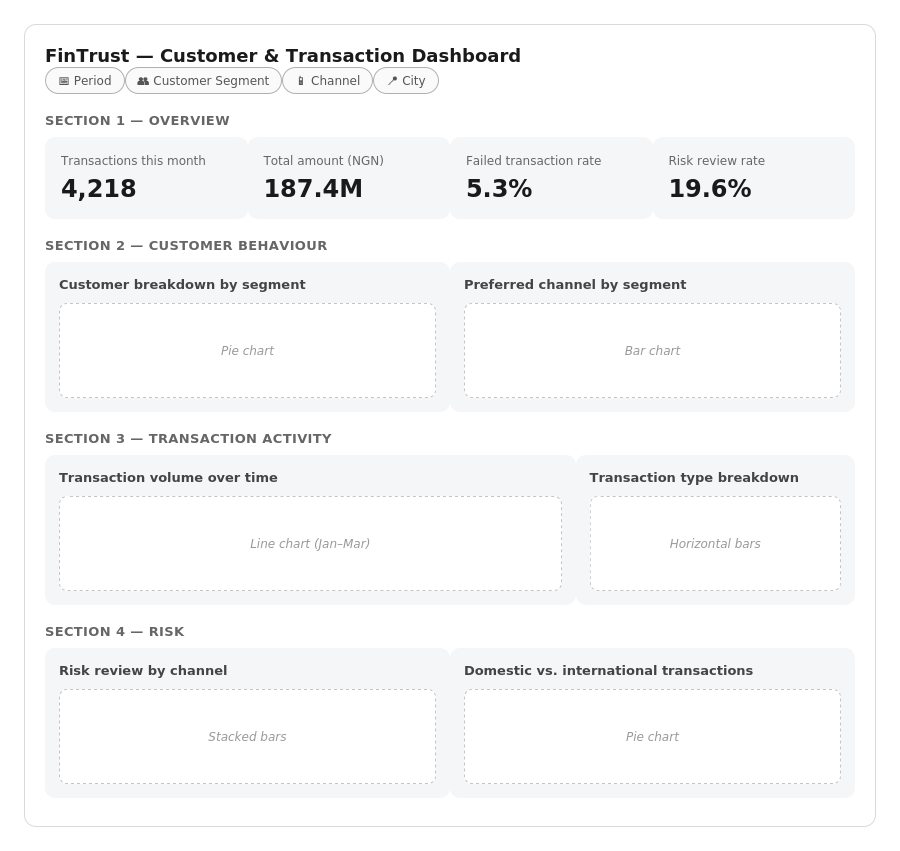 FinTrust — Customer & Transaction Dashboard
Period Customer Segment Channel City
SECTION 1 — OVERVIEW
Transactions this month Total amount (NGN) Failed transaction rate Risk review rate
4,218 187.4M 5.3% 19.6%
SECTION 2 — CUSTOMER BEHAVIOUR
Customer breakdown by segment Preferred channel by segment
Pie chart Bar chart
SECTION 3 — TRANSACTION ACTIVITY
Transaction volume over time Transaction type breakdown
Line chart (Jan–Mar) Horizontal bars
SECTION 4 — RISK
Risk review by channel Domestic vs. international transactions
Stacked bars Pie chart